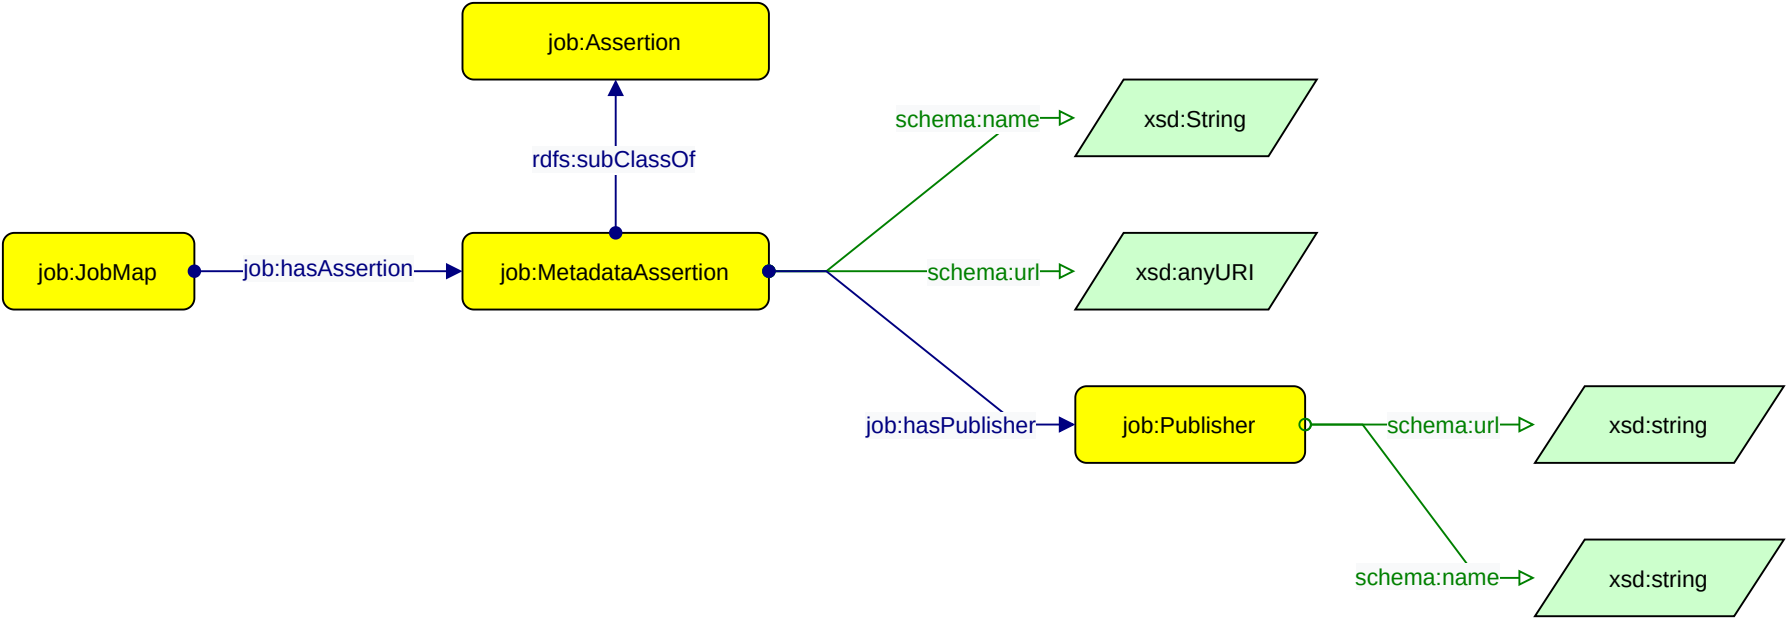 job:Assertion
schema:name
xsd:String
rdfs:subClassOf
job:JobMap
job:hasAssertion
job:MetadataAssertion
schema:url
xsd:anyURI
job:hasPublisher
job:Publisher
schema:url
xsd:string
schema:name
xsd:string